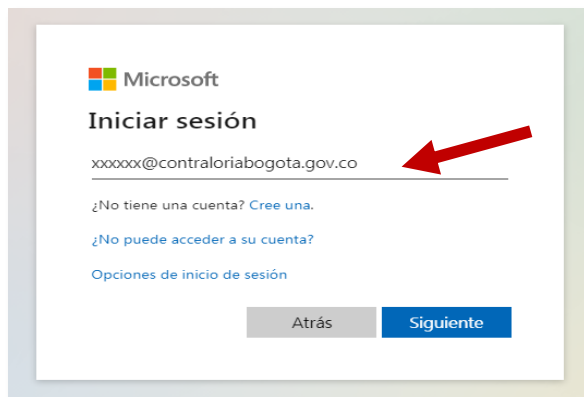 Microsoft
Iniciar sesión
xxxxxx@contraloriabogota.gov.co
¿No tiene una cuenta? Cree una.
¿No puede acceder a su cuenta?
Opciones de inicio de sesión
Atrás
Siguiente